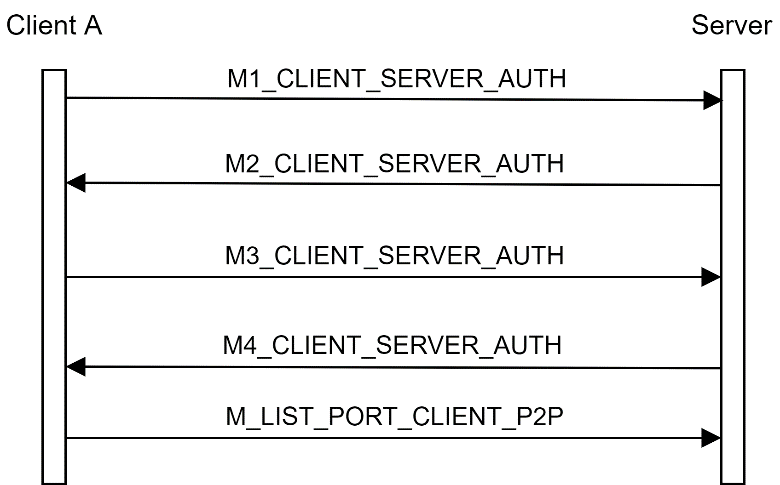 Client A
Server
M1_CLIENT_SERVER_AUTH
M2_CLIENT_SERVER_AUTH
M3_CLIENT_SERVER_AUTH
M4_CLIENT_SERVER_AUTH
M_LIST_PORT_CLIENT_P2P